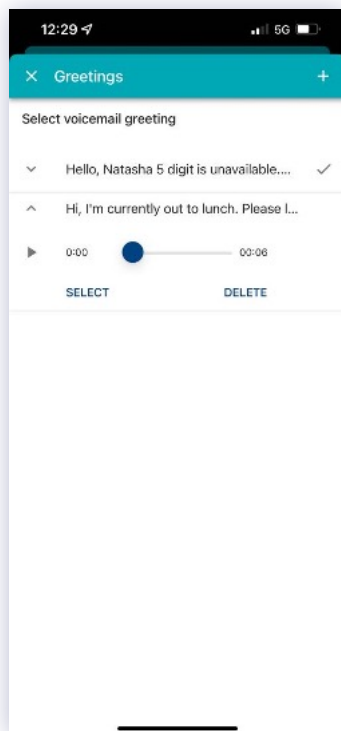 12:29 5G
Greetings
Select voicemail greeting
Hello, Natasha 5 digit is unavailable....
Hi, I'm currently out to lunch. Please l...
0:00 00:06
SELECT DELETE